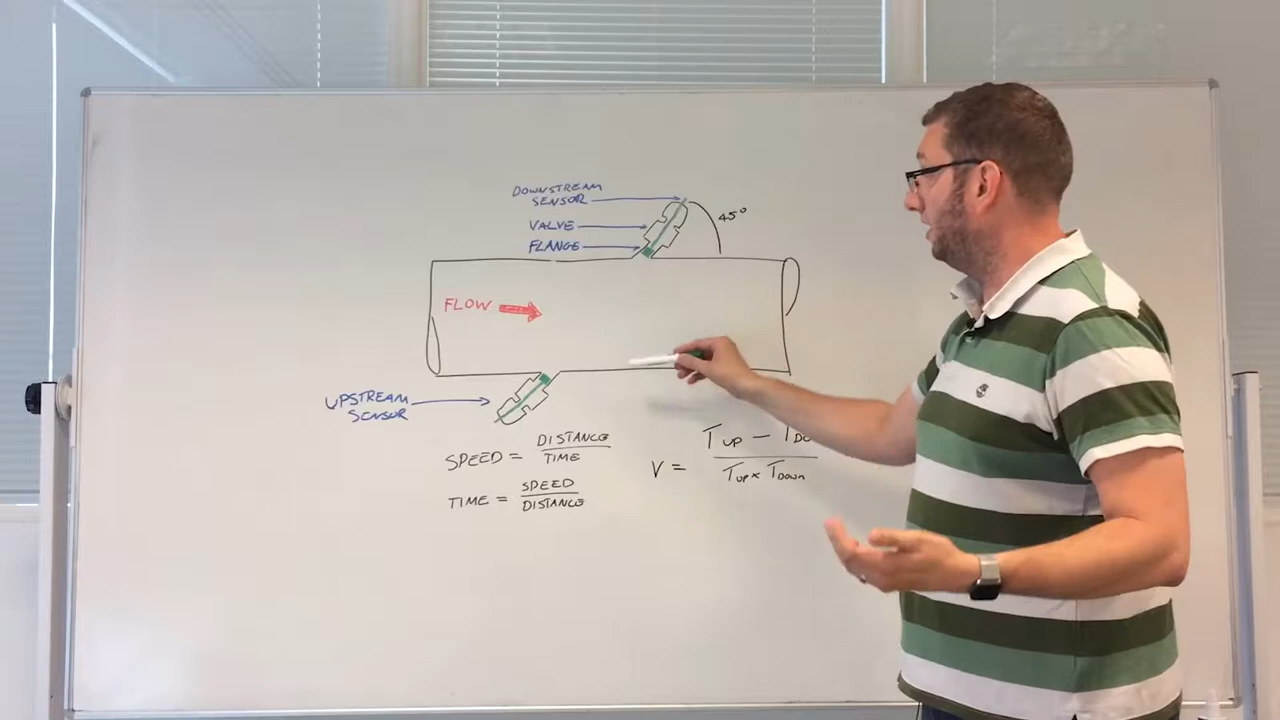 DOWNSTREAM
SENSOR
VALVE
FLANGE
45°
FLOW
UPSTREAM
SENSOR
SPEED = DISTANCE
TIME
TIME = SPEED
DISTANCE
V = TUP −
TUP x TDOWN